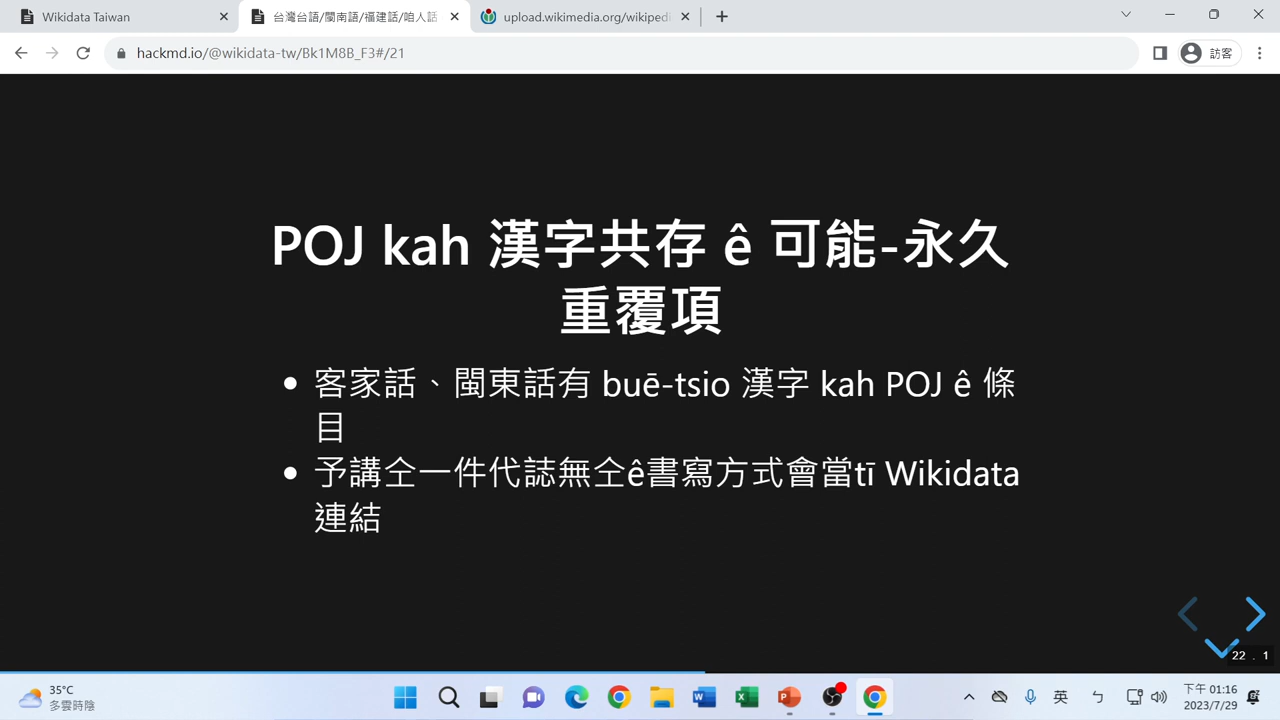 Wikidata Taiwan
台灣台語/閩南語/福建話/咱人話
upload.wikimedia.org/wikiped
hackmd.io/@wikidata-tw/Bk1M8B_F3#/21
訪客
POJ kah 漢字共存 ê 可能-永久
重覆項
客家話、閩東話有 buē-tsio 漢字 kah POJ ê 條
目
予講仝一件代誌無仝ê書寫方式會當tī Wikidata
連結
22 . 1
35°C
多雲時陰
英
ㄅ
下午 01:16
2023/7/29